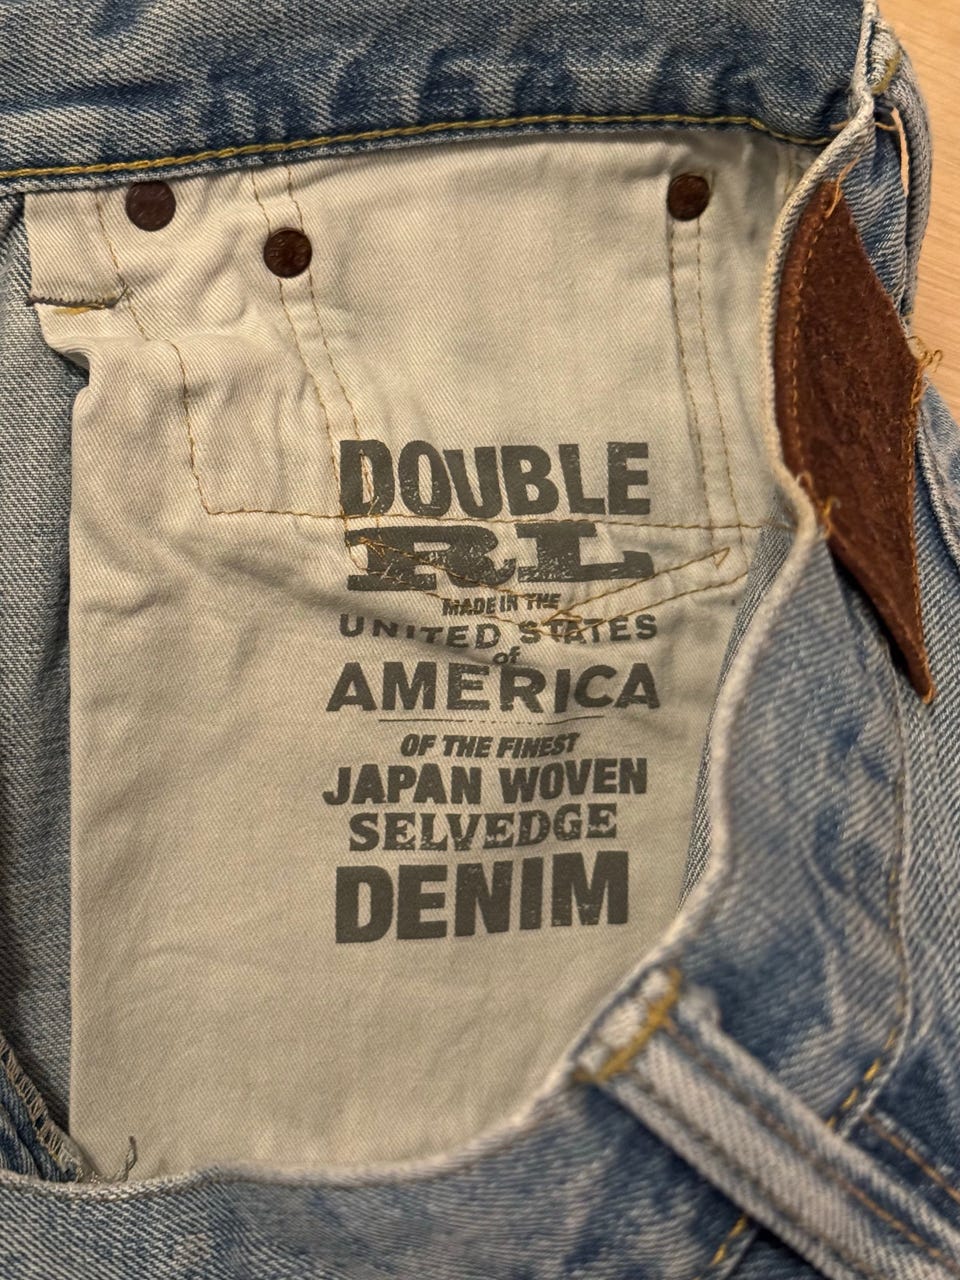 DOUBLE
RL
MADE IN THE
UNITED STATES
of
AMERICA
OF THE FINEST
JAPAN WOVEN
SELVEDGE
DENIM